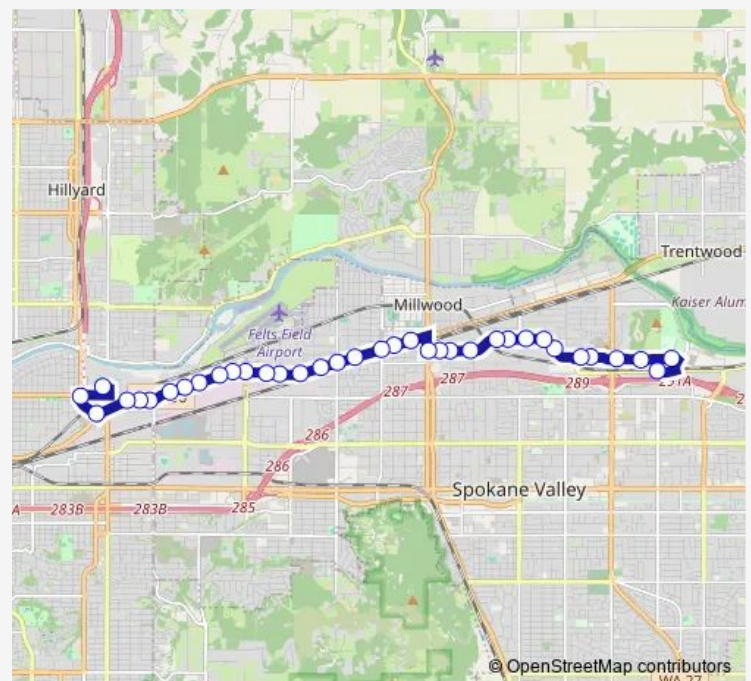 Hillyard
Trentwood
Millwood
Kaiser Alum
Felts Field
Airport
287
287
289
291A
2
286
286
Spokane Valley
A
283B
283B
285
© OpenStreetMap contributors
WA 27